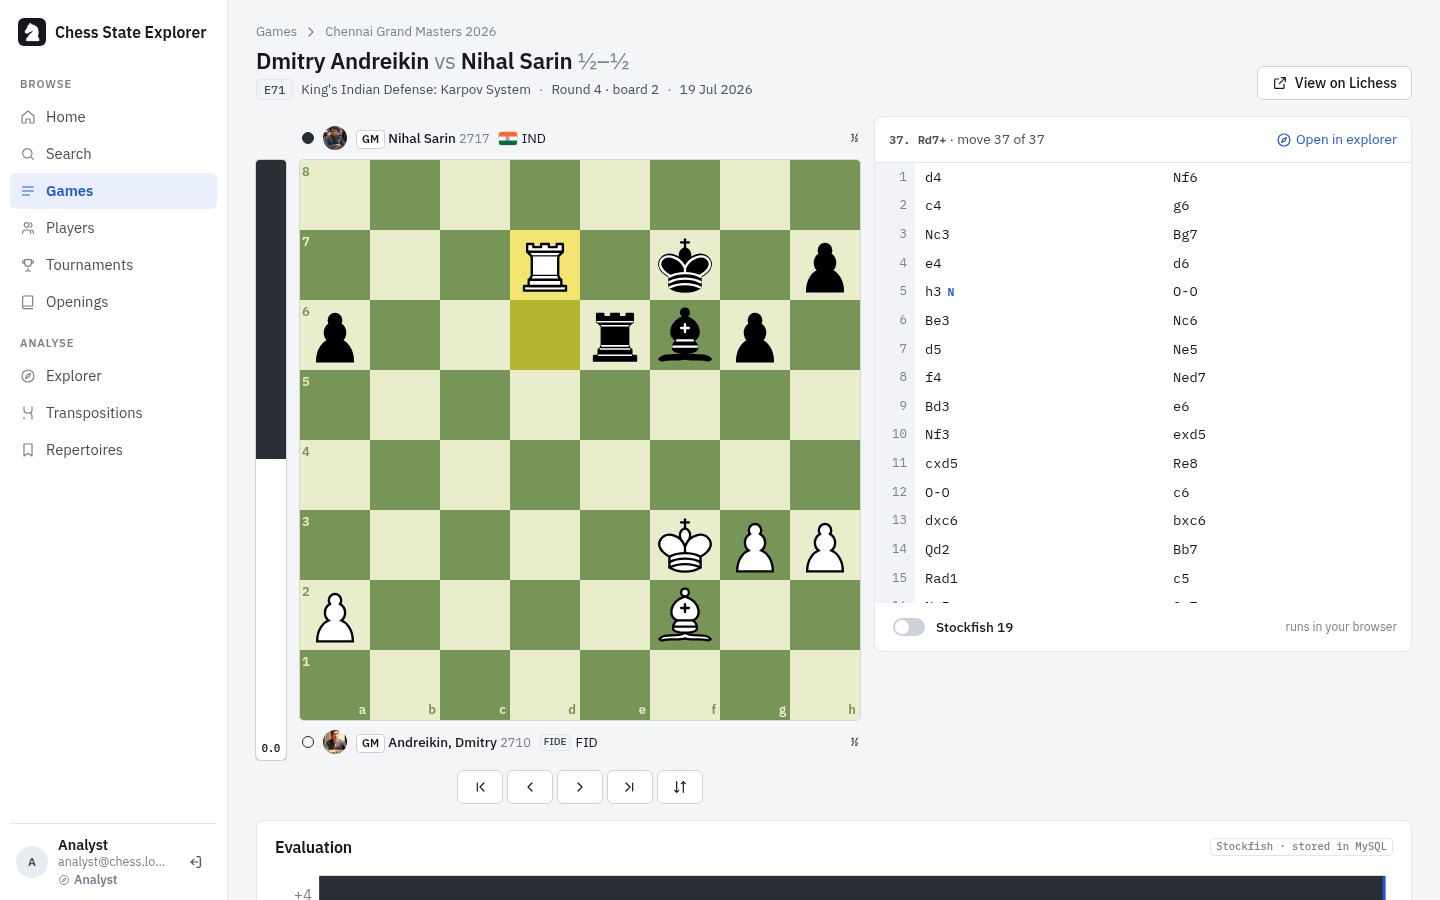 Chess State Explorer
BROWSE
Home
Search
Games
Players
Tournaments
Openings
ANALYSE
Explorer
Transpositions
Repertoires
A
Analyst
analyst@chess.lo...
Analyst
Games
Chennai Grand Masters 2026
Dmitry Andreikin vs Nihal Sarin ½–½
E71 King's Indian Defense: Karpov System · Round 4 · board 2 · 19 Jul 2026
View on Lichess
GM Nihal Sarin 2717 IND ½
8
7
6
5
4
3
2
1
a b c d e f g h
0.0
GM Andreikin, Dmitry 2710 FIDE FID ½
37. Rd7+ · move 37 of 37
Open in explorer
1 d4 Nf6
2 c4 g6
3 Nc3 Bg7
4 e4 d6
5 h3 N O-O
6 Be3 Nc6
7 d5 Ne5
8 f4 Ned7
9 Bd3 e6
10 Nf3 exd5
11 cxd5 Re8
12 O-O c6
13 dxc6 bxc6
14 Qd2 Bb7
15 Rad1 c5
Stockfish 19
runs in your browser
Evaluation
Stockfish · stored in MySQL
+4